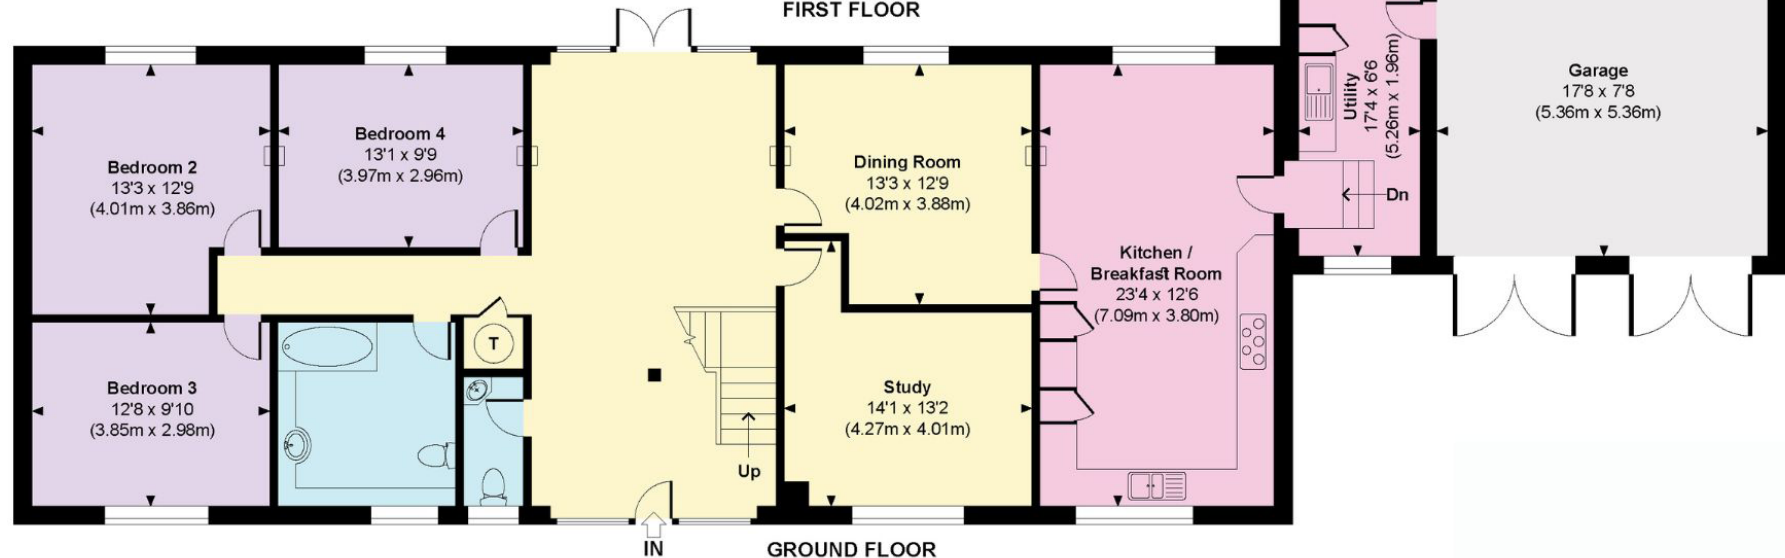 FIRST FLOOR
Bedroom 2
13'3 x 12'9
(4.01m x 3.86m)
Bedroom 4
13'1 x 9'9
(3.97m x 2.96m)
Dining Room
13'3 x 12'9
(4.02m x 3.88m)
Utility
17'4 x 6'6
(5.26m x 1.96m)
Garage
17'8 x 7'8
(5.36m x 5.36m)
Dn
Kitchen /
Breakfast Room
23'4 x 12'6
(7.09m x 3.80m)
Bedroom 3
12'8 x 9'10
(3.85m x 2.98m)
T
Study
14'1 x 13'2
(4.27m x 4.01m)
Up
IN
GROUND FLOOR